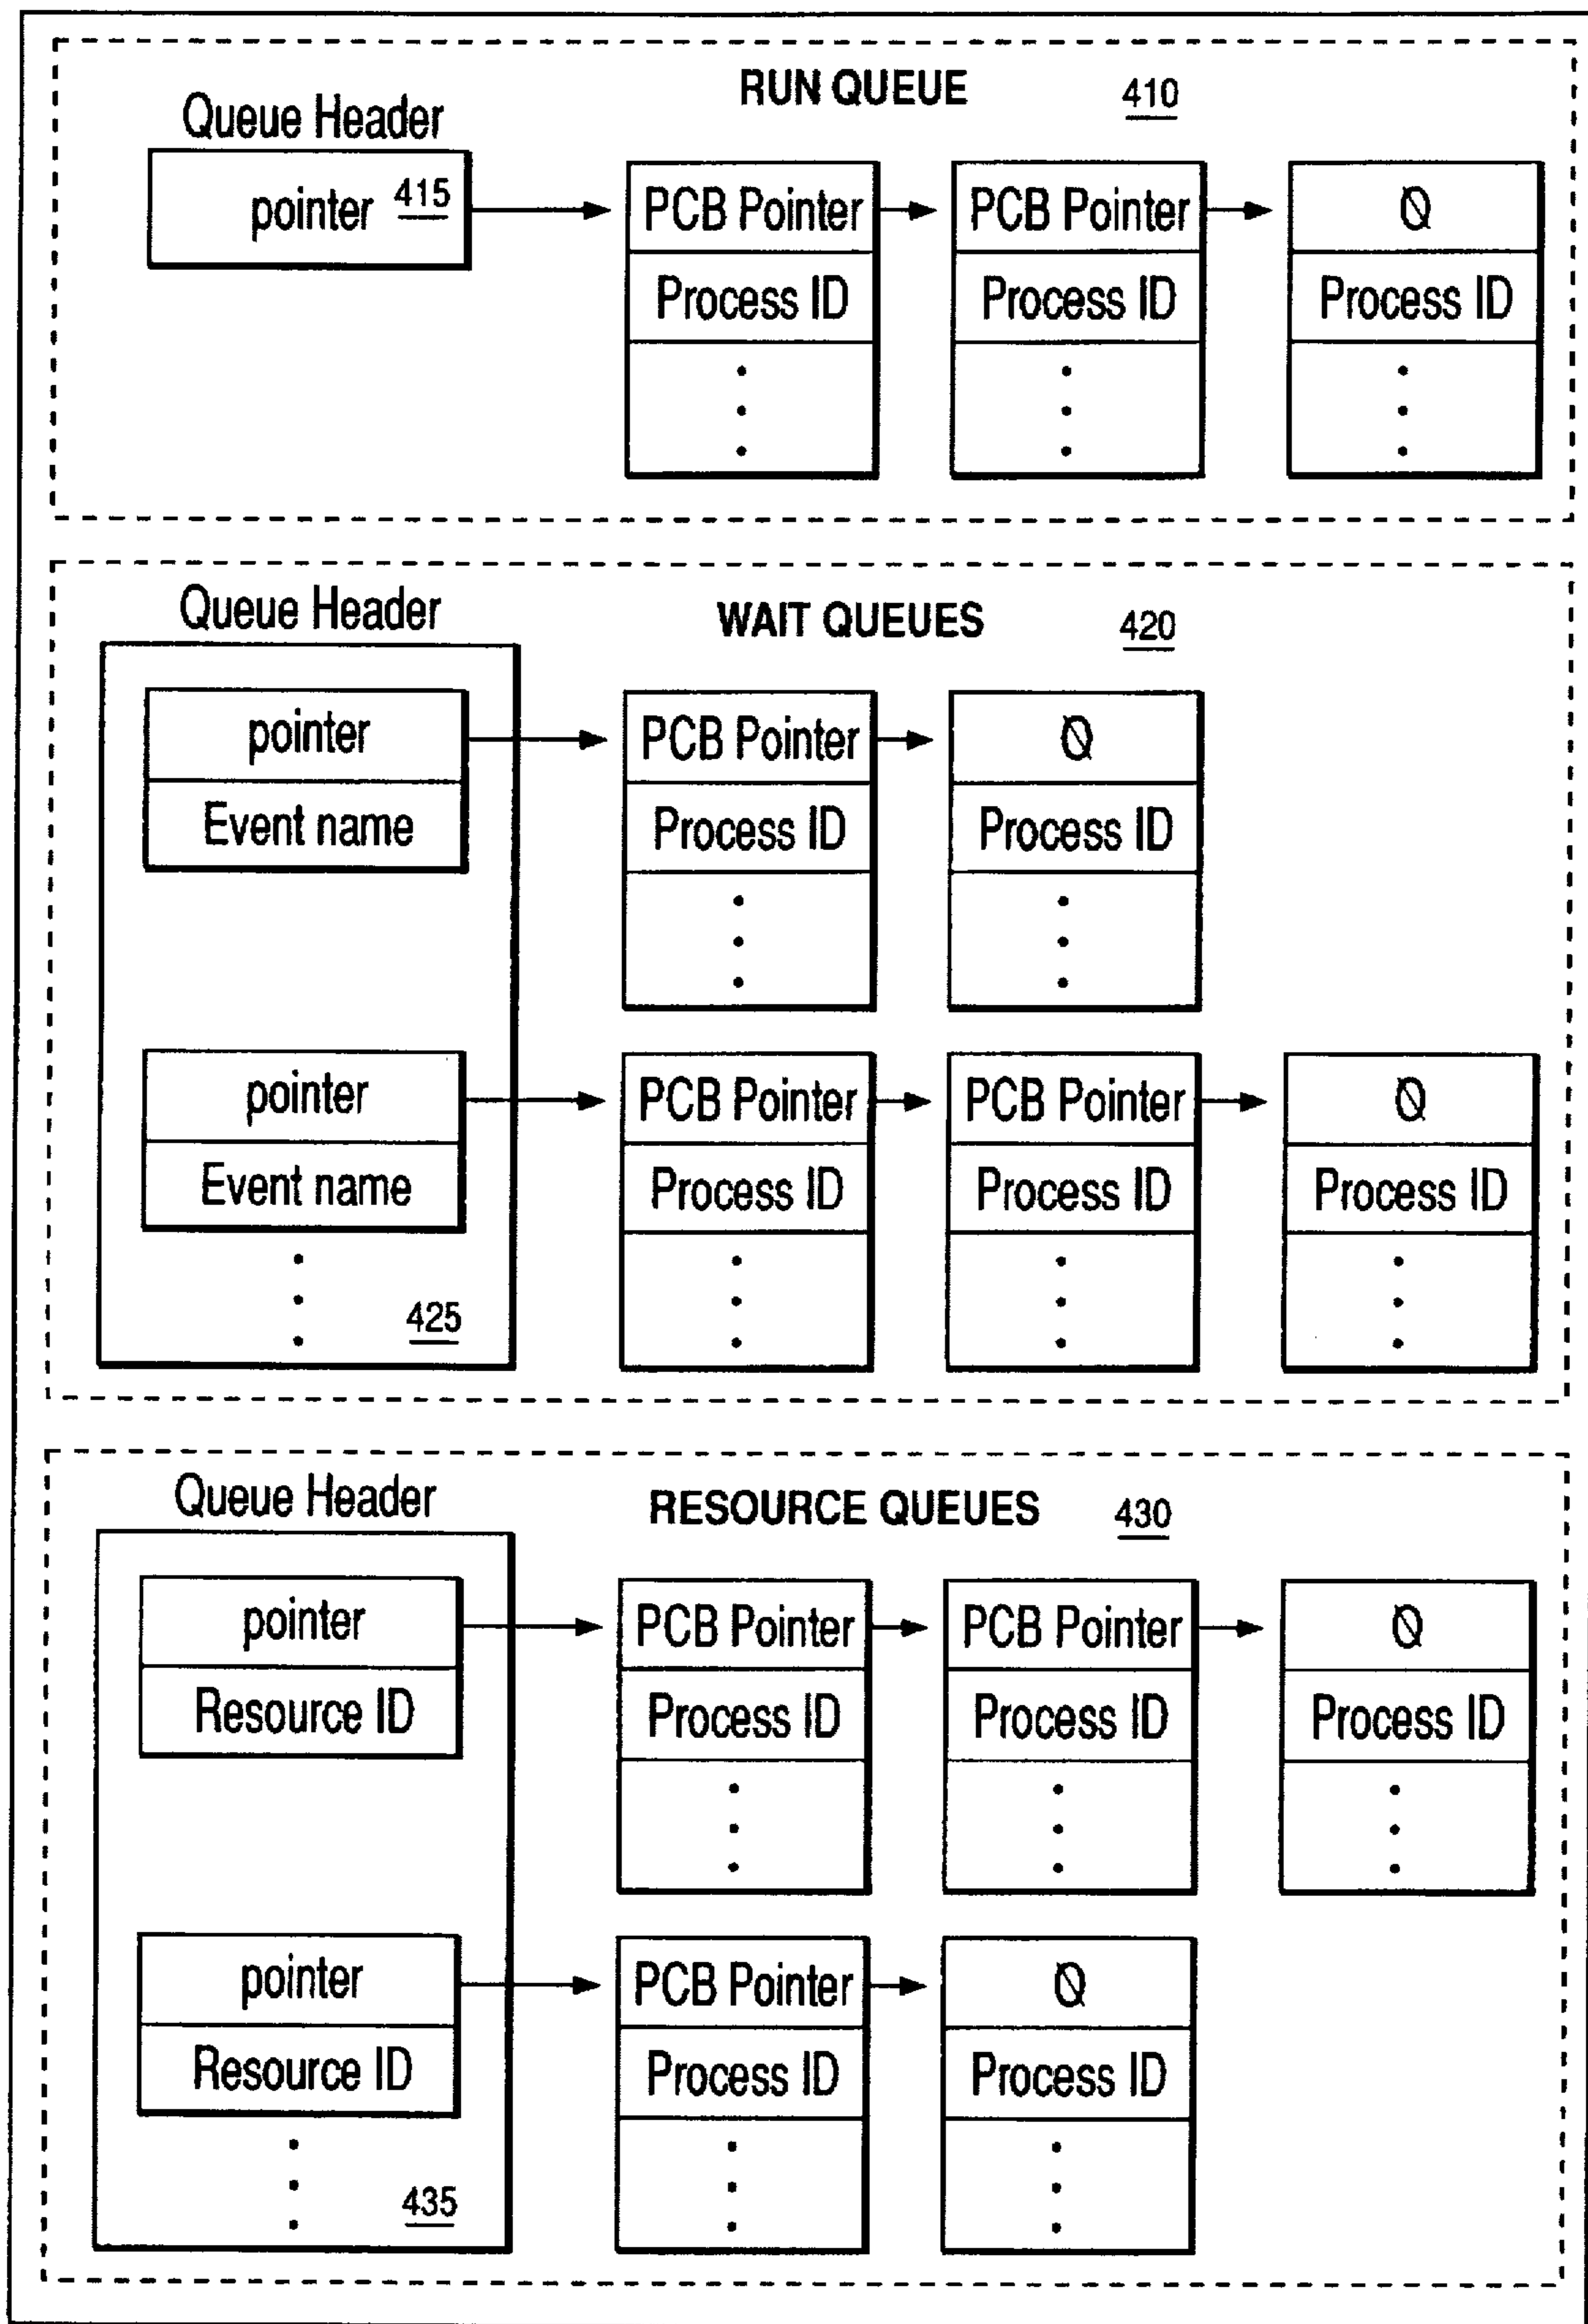 RUN QUEUE 410
Queue Header
pointer 415
PCB Pointer PCB Pointer Ø
Process ID Process ID Process ID
WAIT QUEUES 420
Queue Header
pointer PCB Pointer Ø
Event name Process ID Process ID
pointer PCB Pointer PCB Pointer Ø
Event name Process ID Process ID Process ID
425
RESOURCE QUEUES 430
Queue Header
pointer PCB Pointer PCB Pointer Ø
Resource ID Process ID Process ID Process ID
pointer PCB Pointer Ø
Resource ID Process ID Process ID
435